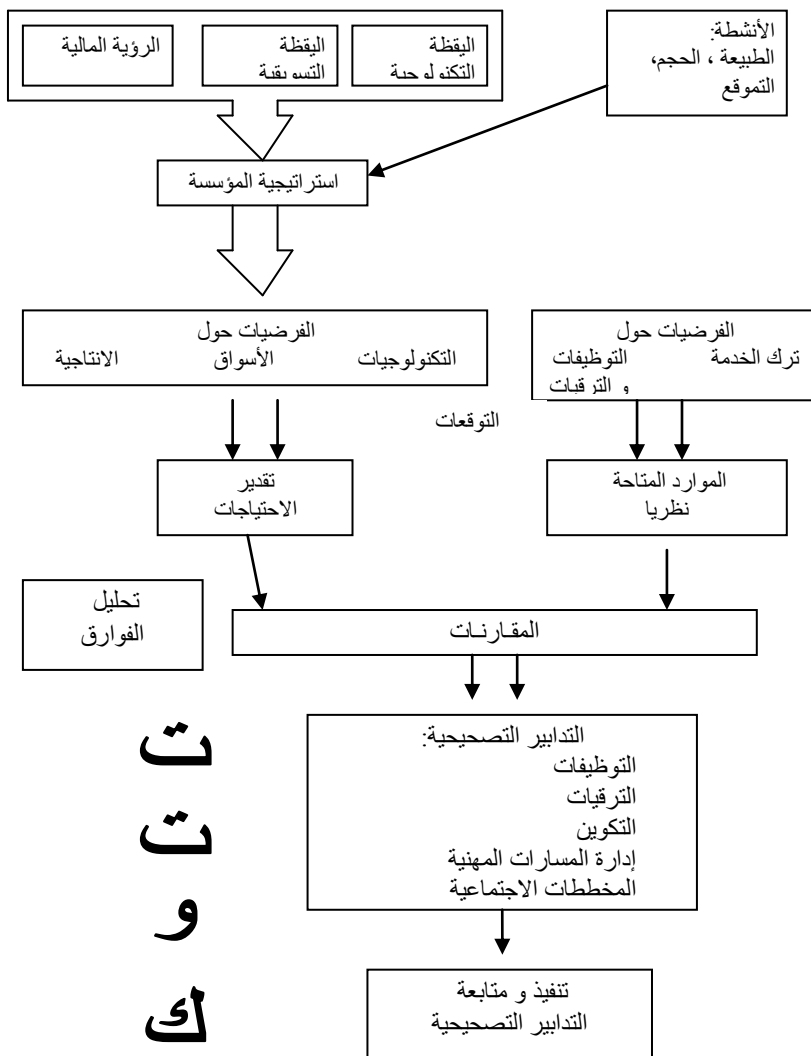 اليقظة
التكنولوجية
اليقظة
التسويقية
الرؤية المالية
الأنشطة:
الطبيعة ، الحجم،
التموقع
استراتيجية المؤسسة
الفرضيات حول
ترك الخدمة التوظيفات
و الترقيات
الفرضيات حول
التكنولوجيات الأسواق الانتاجية
التوقعات
الموارد المتاحة
نظريا
تقدير
الاحتياجات
تحليل
الفوارق
المقـارنـات
التدابير التصحيحية:
التوظيفات
الترقيات
التكوين
إدارة المسارات المهنية
المخططات الاجتماعية
تنفيذ و متابعة
التدابير التصحيحية
ت
ت
و
ك